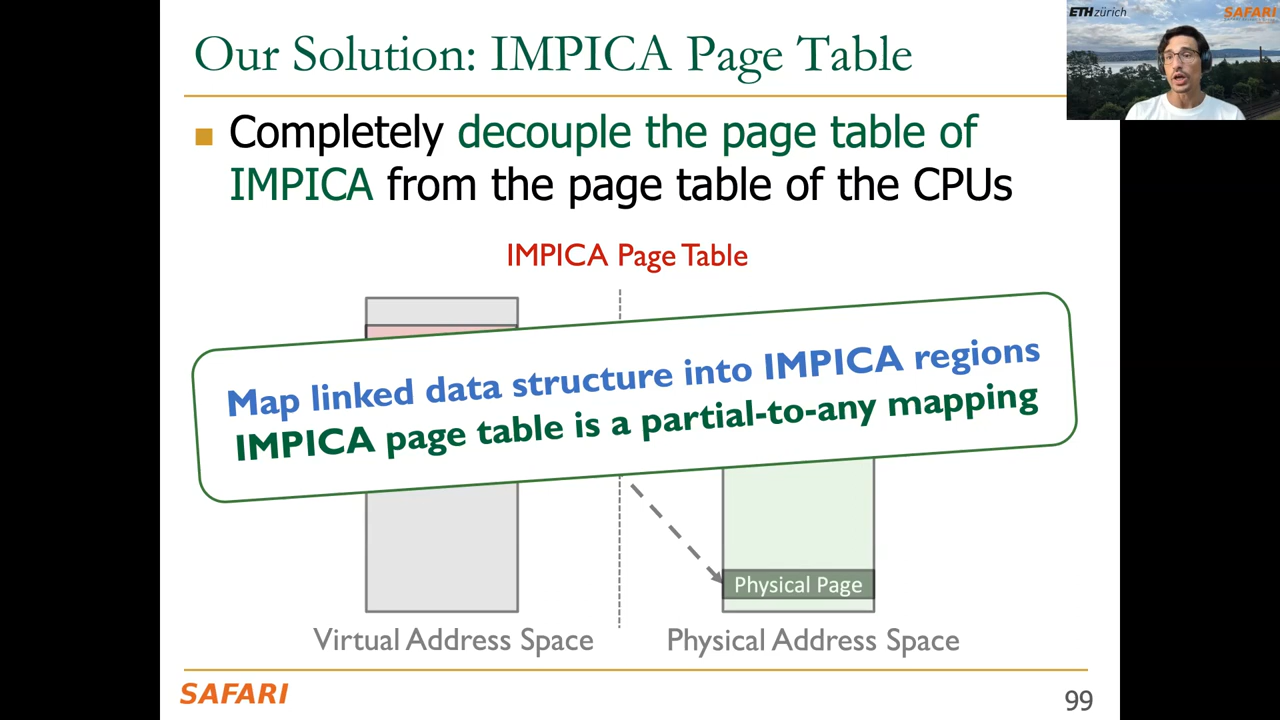 Our Solution: IMPICA Page Table
ETH zürich
SAFARI
Completely decouple the page table of
IMPICA from the page table of the CPUs
IMPICA Page Table
Map linked data structure into IMPICA regions
IMPICA page table is a partial-to-any mapping
Physical Page
Virtual Address Space
Physical Address Space
SAFARI
99